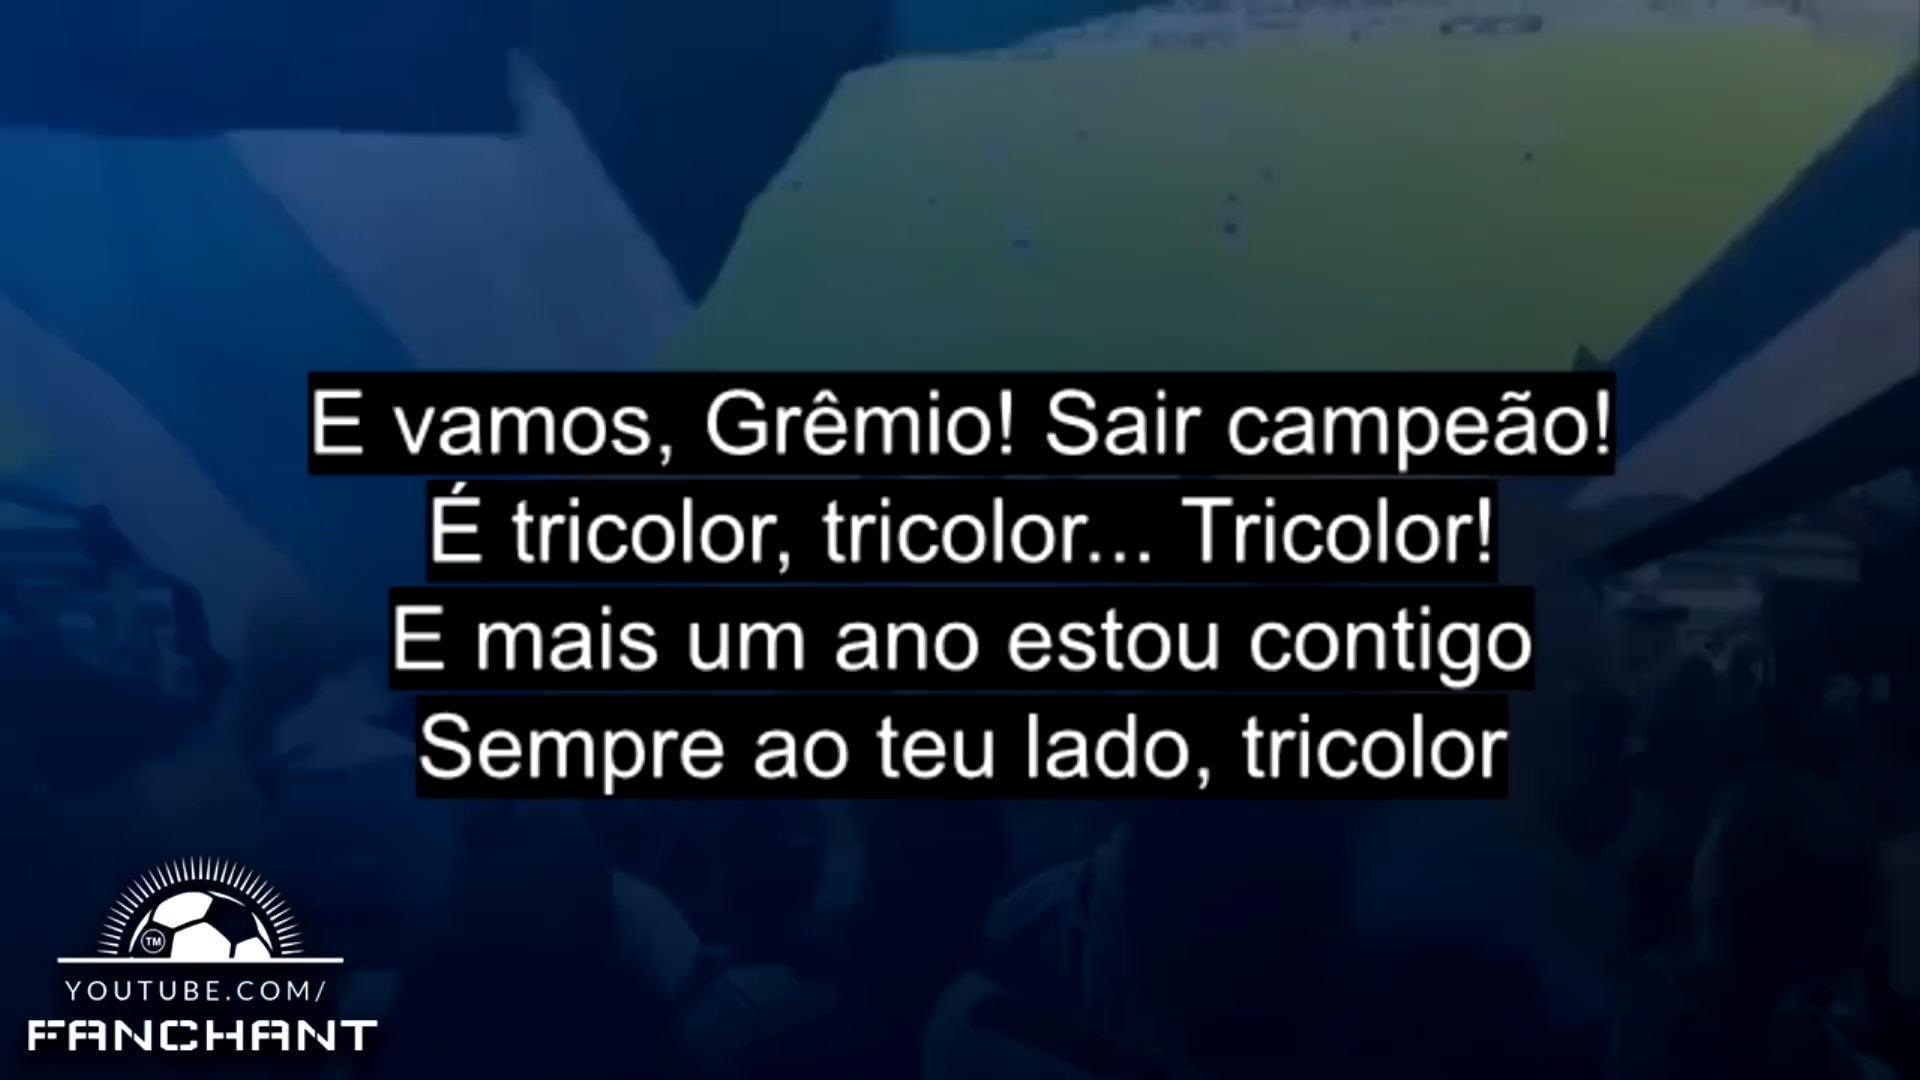 E vamos, Grêmio! Sair campeão!
É tricolor, tricolor... Tricolor!
E mais um ano estou contigo
Sempre ao teu lado, tricolor
TM
YOUTUBE.COM/
FANCHANT